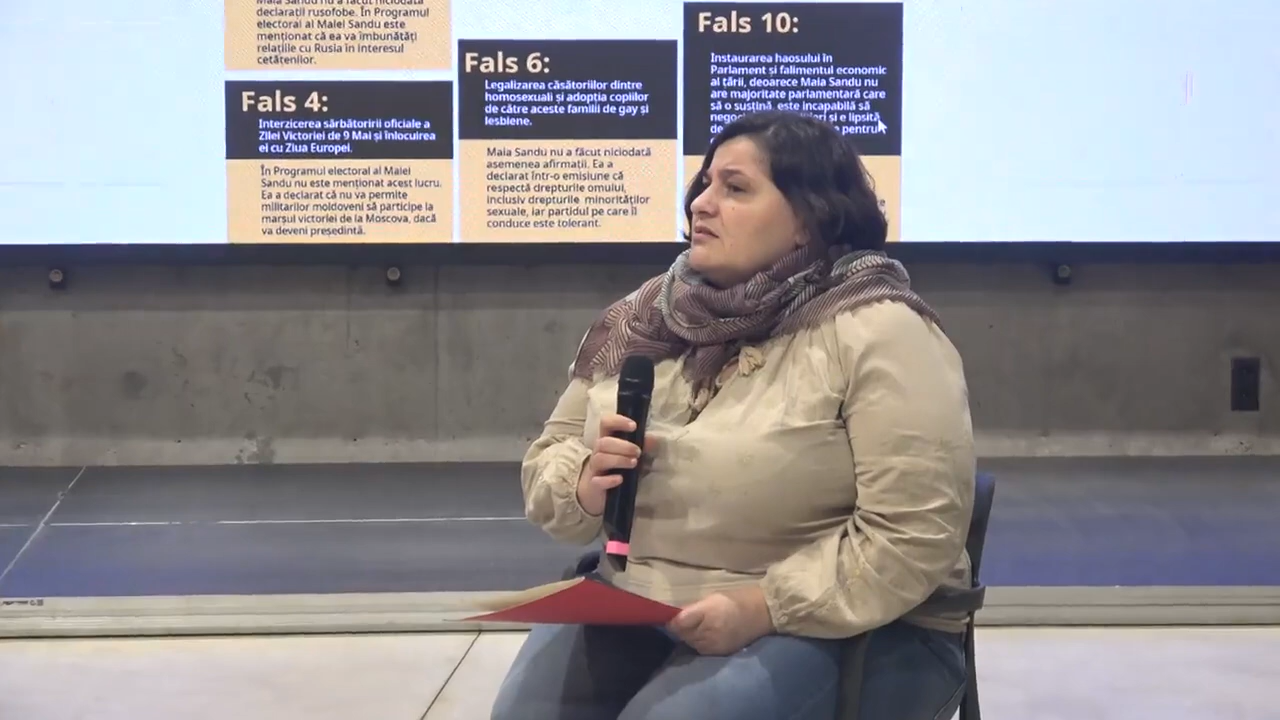 Maia Sandu nu a făcut niciodată
declarații rusofobe. În Programul
electoral al Maiei Sandu este
menționat că ea va îmbunătăți
relațiile cu Rusia în interesul
cetățenilor.
Fals 4:
Interzicerea sărbătoririi oficiale a
Zilei Victoriei de 9 Mai și înlocuirea
ei cu Ziua Europei.
În Programul electoral al Maiei
Sandu nu este menționat acest lucru.
Ea a declarat că nu va permite
militarilor moldoveni să participe la
marșul victoriei de la Moscova, dacă
va deveni președintă.
Fals 6:
Legalizarea căsătoriilor dintre
homosexuali și adopția copiilor
de către aceste familii de gay și
lesbiene.
Maia Sandu nu a făcut niciodată
asemenea afirmații. Ea a
declarat într-o emisiune că
respectă drepturile omului,
inclusiv drepturile minorităților
sexuale, iar partidul pe care îl
conduce este tolerant.
Fals 10:
Instaurarea haosului în
Parlament și falimentul economic
al țării, deoarece Maia Sandu nu
are majoritate parlamentară care
să o susțină, este incapabilă să
și e lipsită
pentru